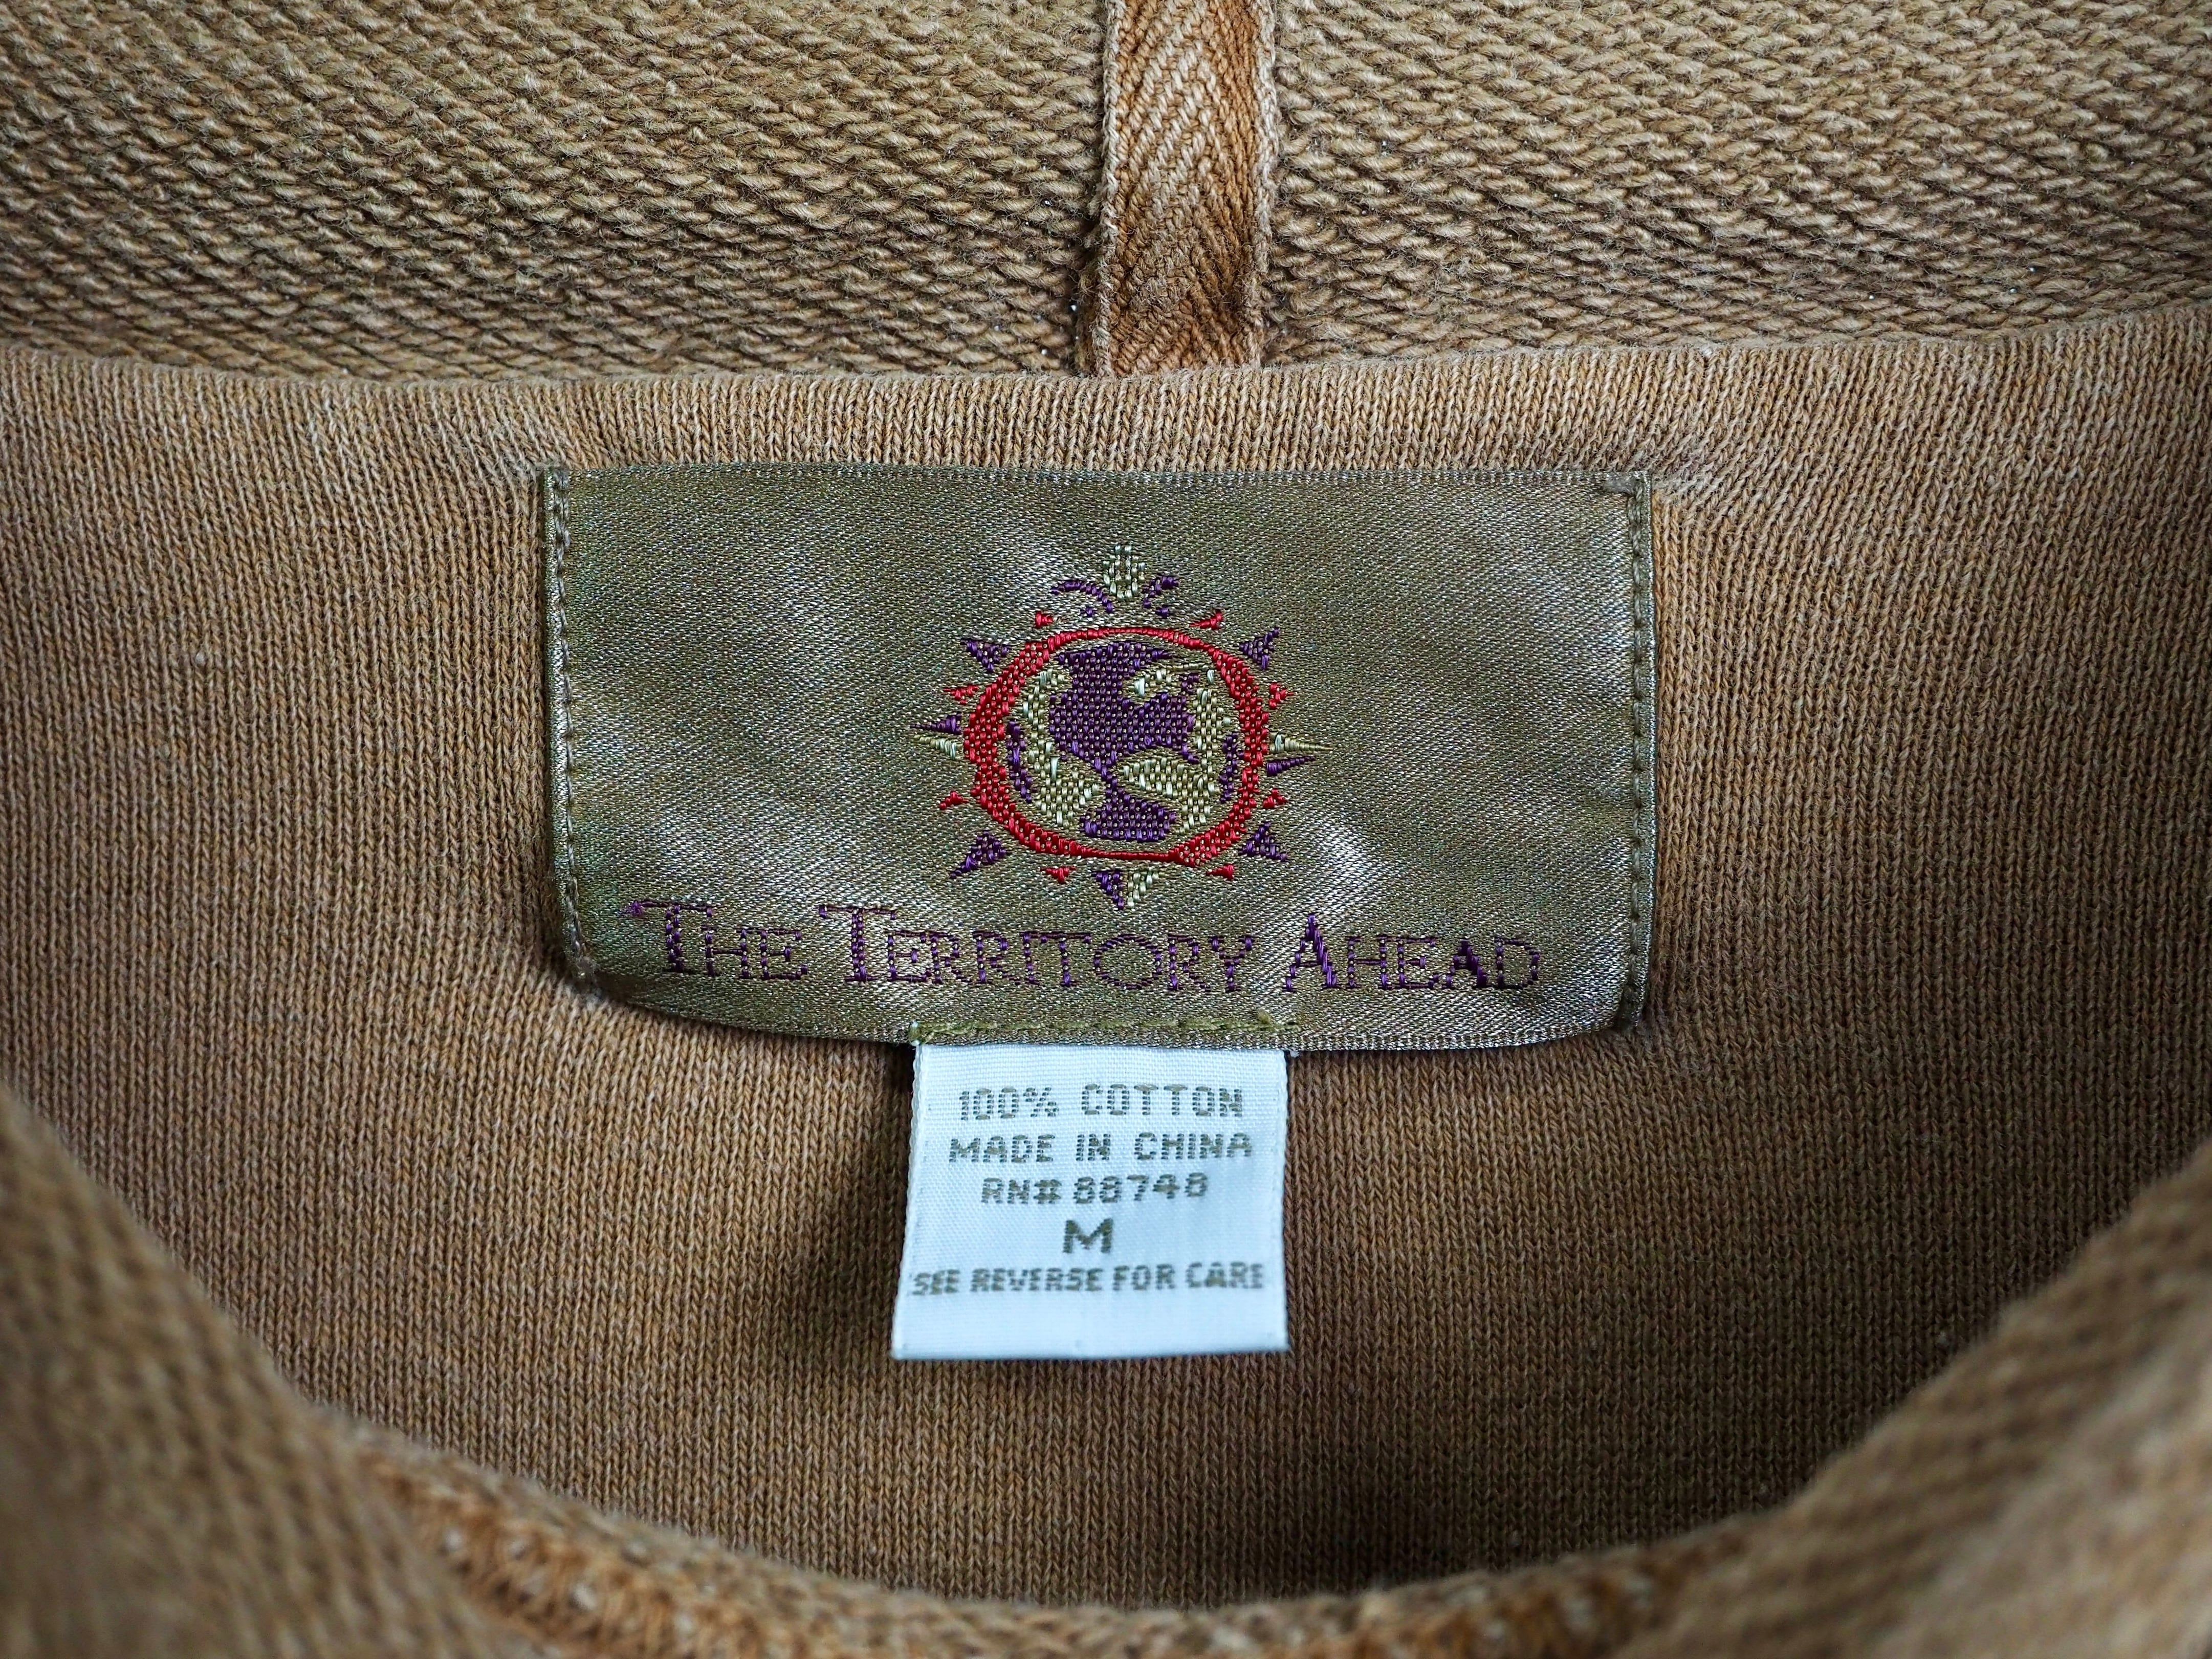 THE TERRITORY AHEAD
100% COTTON
MADE IN CHINA
RN# 88748
M
SEE REVERSE FOR CARE